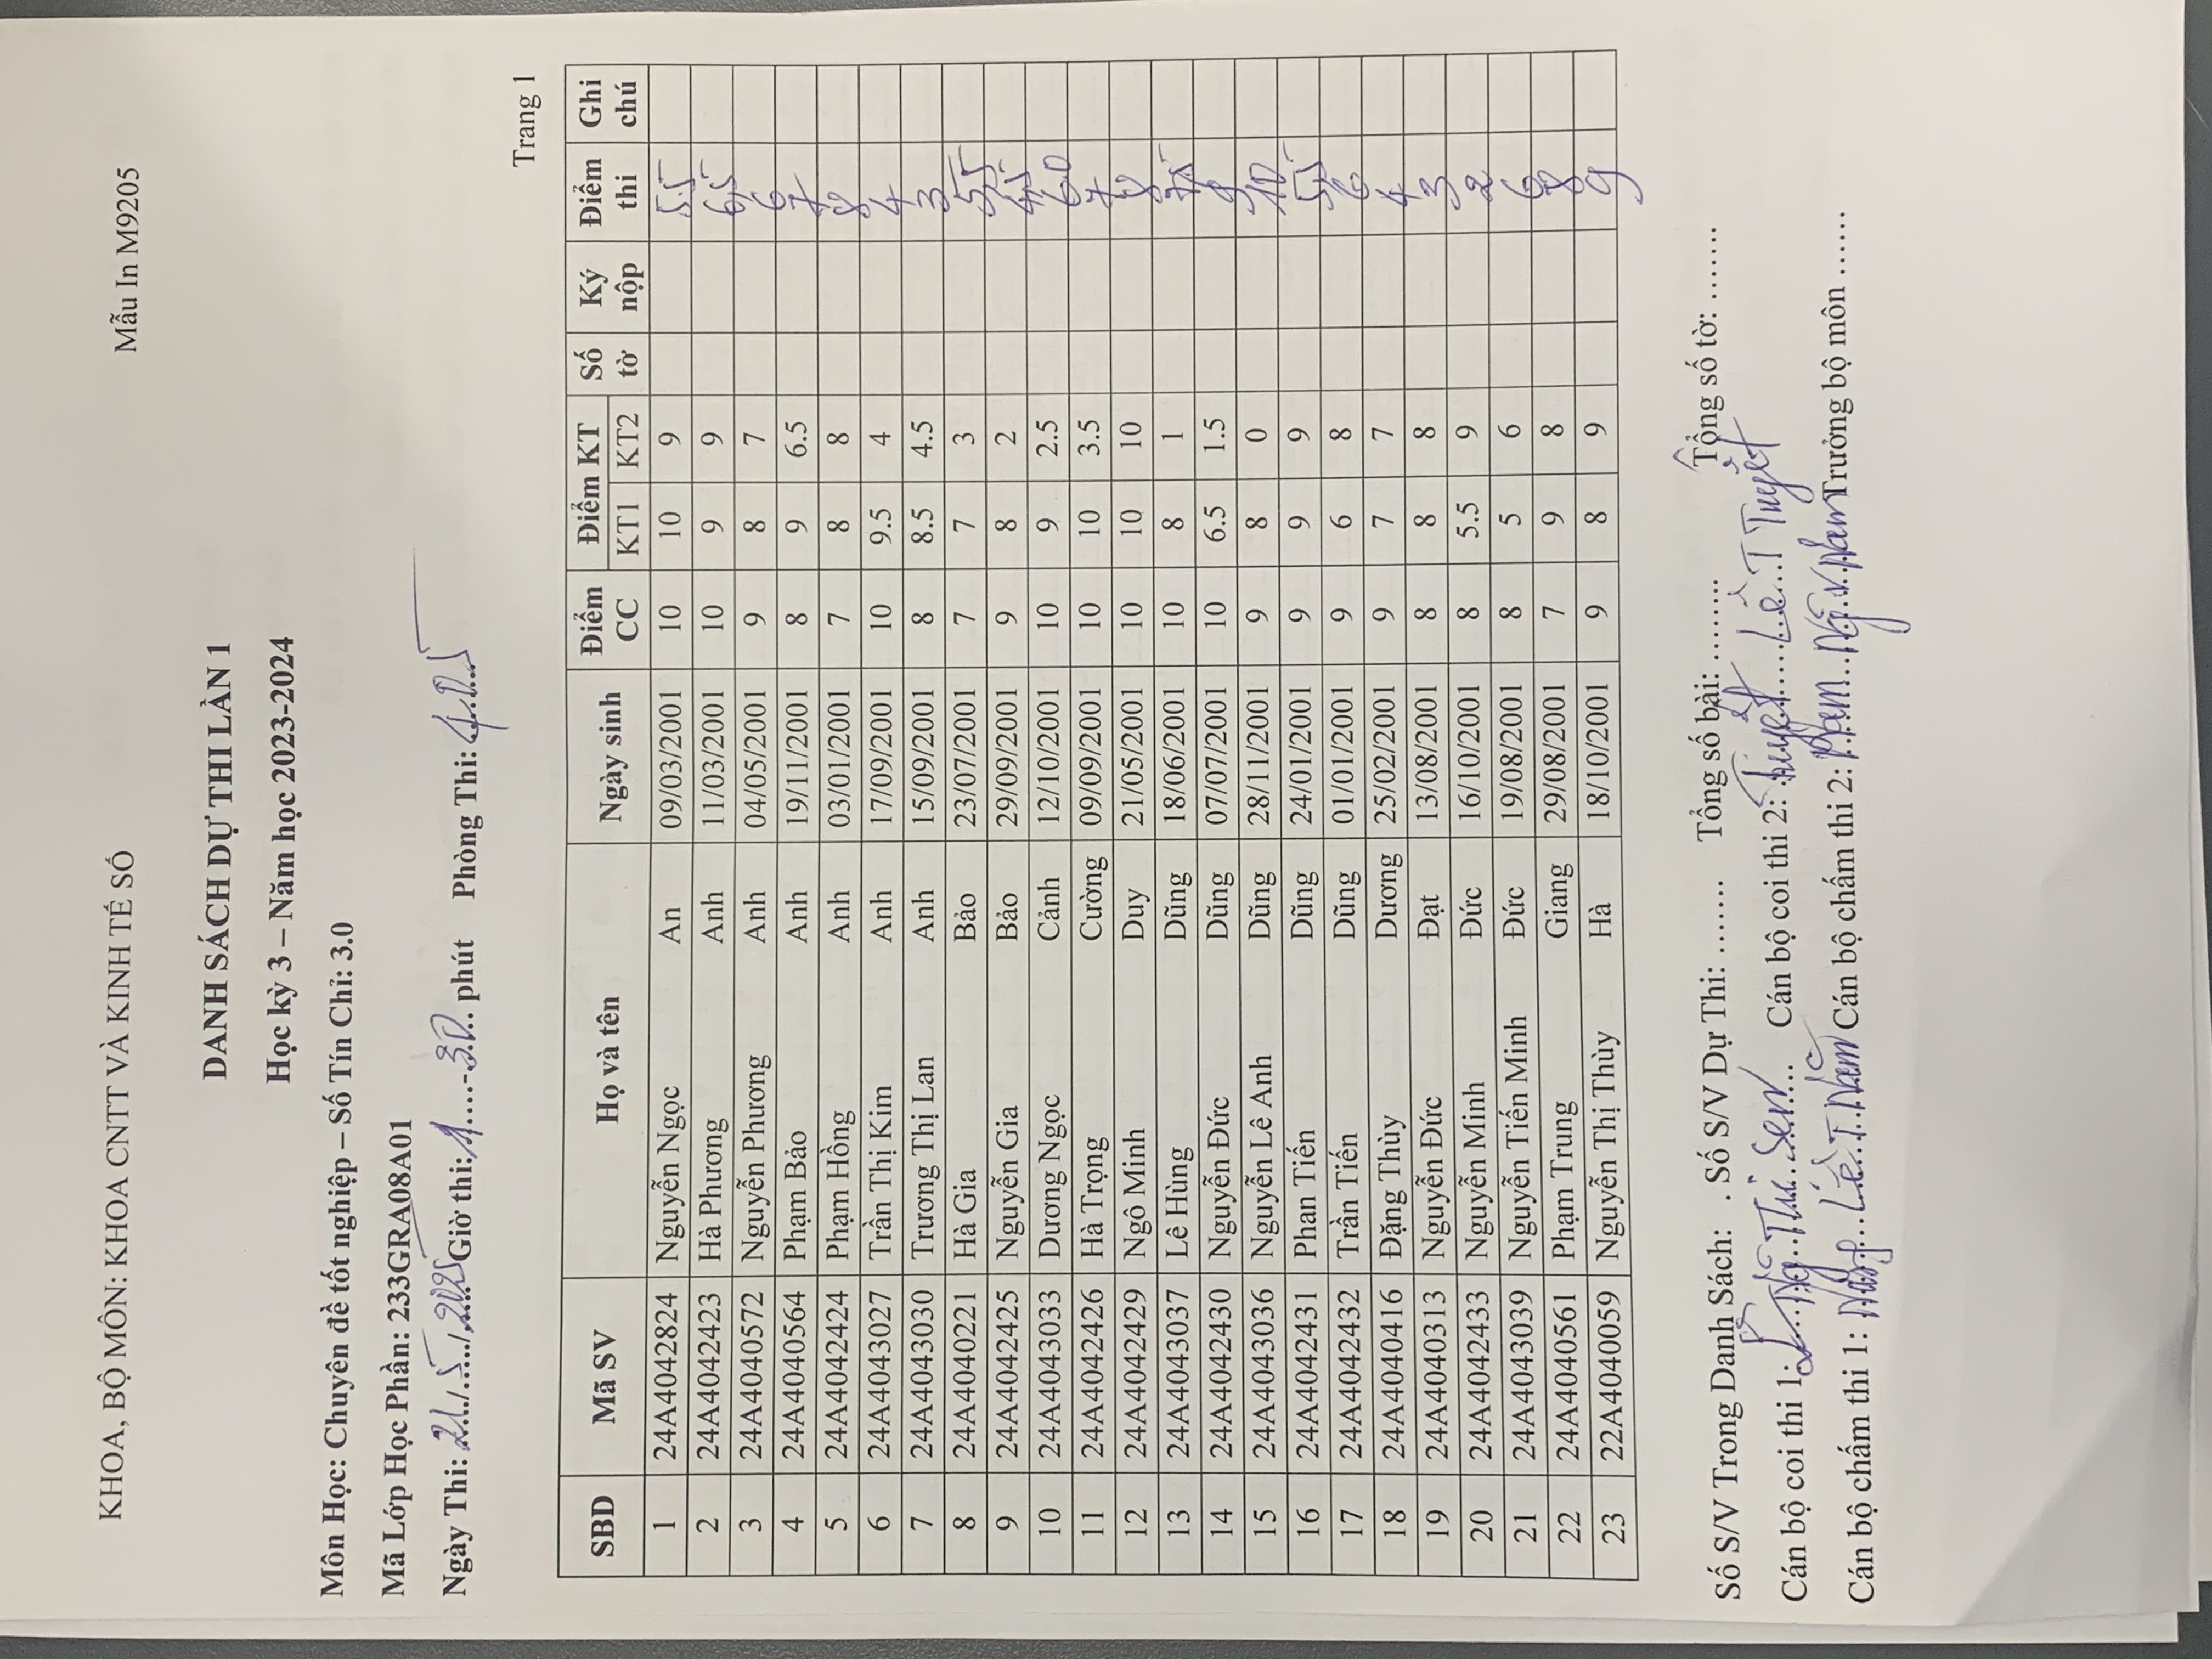 KHOA, BỘ MÔN: KHOA CNTT VÀ KINH TẾ SỐ Mẫu In M9205
DANH SÁCH DỰ THI LẦN 1
Học kỳ 3 – Năm học 2023-2024
Môn Học: Chuyên đề tốt nghiệp – Số Tín Chỉ: 3.0
Mã Lớp Học Phần: 233GRA08A01
Ngày Thi: 21/5/2025 Giờ thi: 1 - 30 phút Phòng Thi: 405
Trang 1
SBD Mã SV Họ và tên Ngày sinh Điểm CC Điểm KT Số tờ Ký nộp Điểm thi Ghi chú
KT1 KT2
1 24A4042824 Nguyễn Ngọc An 09/03/2001 10 10 9 5.5
2 24A4042423 Hà Phương Anh 11/03/2001 10 9 9 6,5
3 24A4040572 Nguyễn Phương Anh 04/05/2001 9 8 7 6
4 24A4040564 Phạm Bảo Anh 19/11/2001 8 9 6.5 7
5 24A4042424 Phạm Hồng Anh 03/01/2001 7 8 8 8
6 24A4043027 Trần Thị Kim Anh 17/09/2001 10 9.5 4 4
7 24A4043030 Trương Thị Lan Anh 15/09/2001 8 8.5 4.5 3
8 24A4040221 Hà Gia Bảo 23/07/2001 7 7 3 5,5
9 24A4042425 Nguyễn Gia Bảo 29/09/2001 9 8 2 4,5
10 24A4043033 Dương Ngọc Cảnh 12/10/2001 10 9 2.5 6.0
11 24A4042426 Hà Trọng Cường 09/09/2001 10 10 3.5 7
12 24A4042429 Ngô Minh Duy 21/05/2001 10 10 10 8
13 24A4043037 Lê Hùng Dũng 18/06/2001 10 8 1 7,5
14 24A4042430 Nguyễn Đức Dũng 07/07/2001 10 6.5 1.5 9
15 24A4043036 Nguyễn Lê Anh Dũng 28/11/2001 9 8 0 10
16 24A4042431 Phan Tiến Dũng 24/01/2001 9 9 9 5,5
17 24A4042432 Trần Tiến Dũng 01/01/2001 9 6 8 6
18 24A4040416 Đặng Thùy Dương 25/02/2001 9 7 7 4
19 24A4040313 Nguyễn Đức Đạt 13/08/2001 8 8 8 3
20 24A4042433 Nguyễn Minh Đức 16/10/2001 8 5.5 9 2
21 24A4043039 Nguyễn Tiến Minh Đức 19/08/2001 8 5 6 6
22 24A4040561 Phạm Trung Giang 29/08/2001 7 9 8 8
23 22A4040059 Nguyễn Thị Thùy Hà 18/10/2001 9 8 9 9
Số S/V Trong Danh Sách: . Số S/V Dự Thi: ....... Tổng số bài: ........ Tổng số tờ: .......
Cán bộ coi thi 1: Ng Thị Sen Cán bộ coi thi 2: Tuyết Lê T Tuyết
Cán bộ chấm thi 1: Lê T Năm Cán bộ chấm thi 2: Nam Ng V. Nam Trưởng bộ môn ......